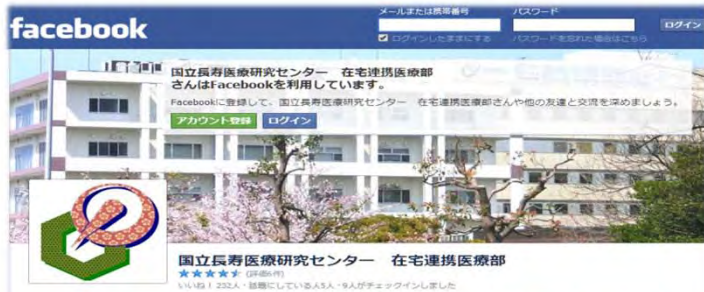 メールまたは携帯番号 パスワード
facebook
ログイン
ログインしたままにする パスワードを忘れた場合はこちら
国立長寿医療研究センター 在宅連携医療部
さんはFacebookを利用しています。
Facebookに登録して、国立長寿医療研究センター 在宅連携医療部さんや他の友達と交流を深めましょう。
アカウント登録 ログイン
国立長寿医療研究センター 在宅連携医療部
(評価6件)
いいね！232人・話題にしている人5人・9人がチェックインしました